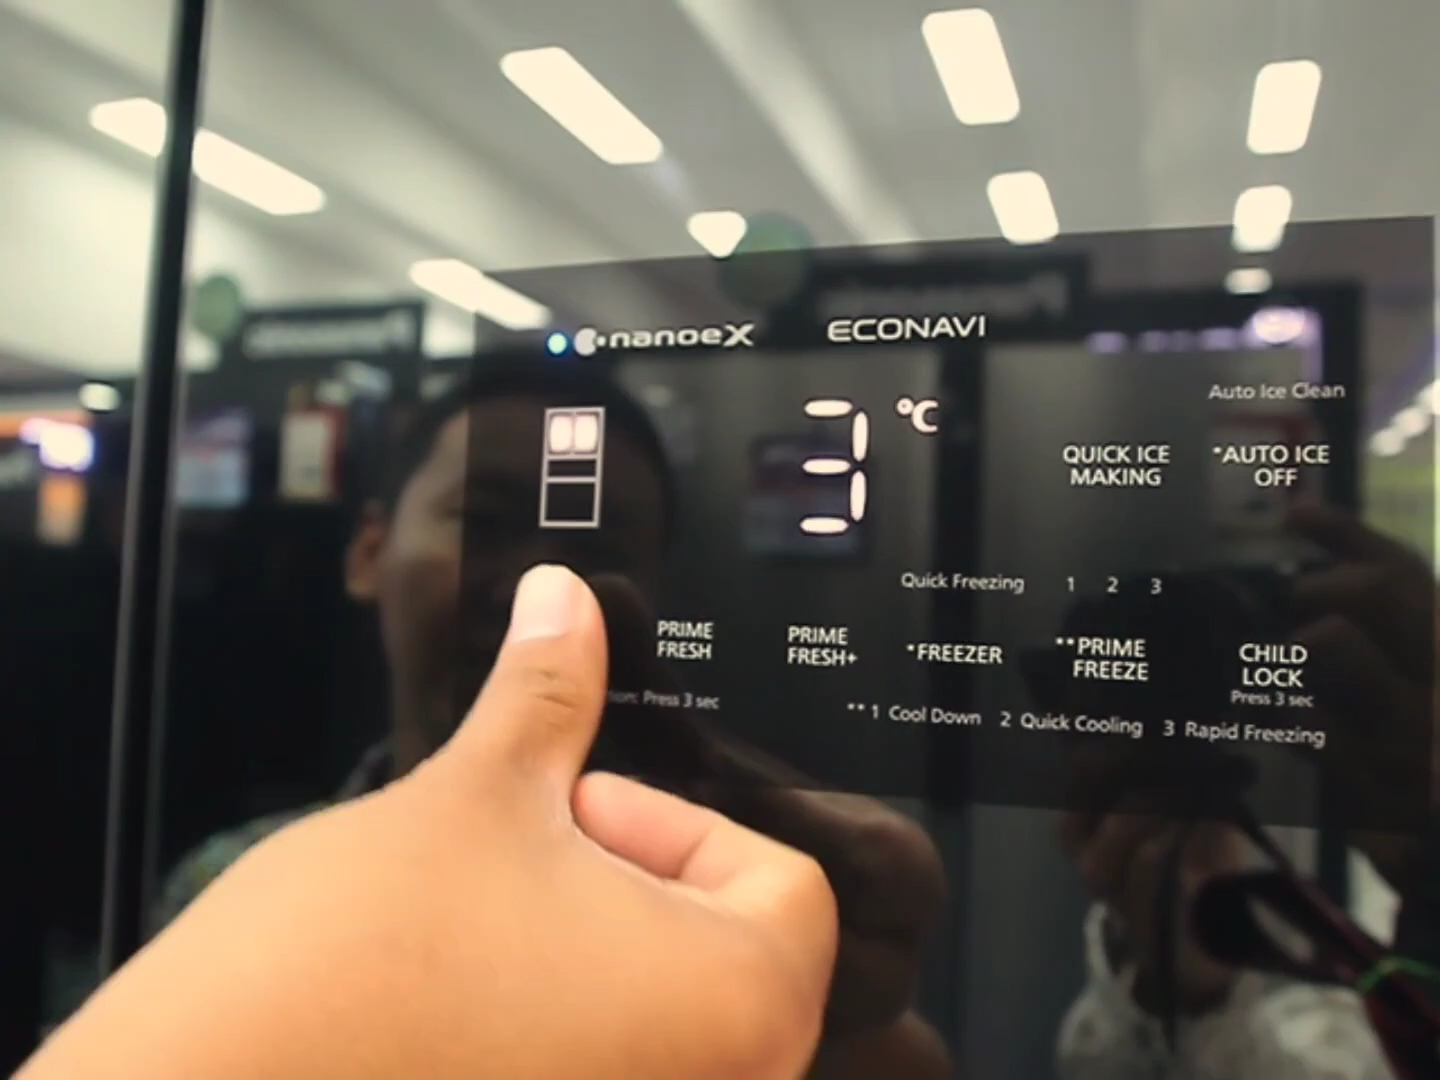 nanoeX
ECONAVI
Auto Ice Clean
3 °C
QUICK ICE
MAKING
*AUTO ICE
OFF
Quick Freezing 1 2 3
PRIME
FRESH
PRIME
FRESH+
*FREEZER
**PRIME
FREEZE
CHILD
LOCK
Press 3 sec
Press 3 sec
**1 Cool Down 2 Quick Cooling 3 Rapid Freezing